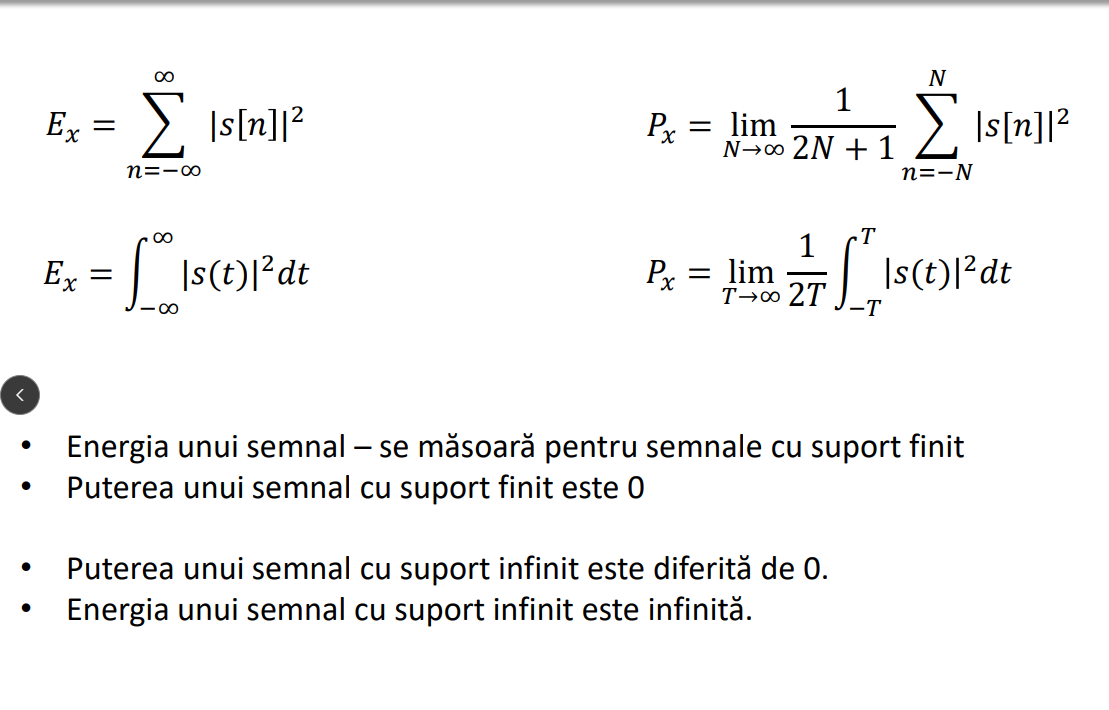 E_x = \sum_{n=-\infty}^{\infty} |s[n]|^2
P_x = \lim_{N \to \infty} \frac{1}{2N + 1} \sum_{n=-N}^{N} |s[n]|^2
E_x = \int_{-\infty}^{\infty} |s(t)|^2 dt
P_x = \lim_{T \to \infty} \frac{1}{2T} \int_{-T}^{T} |s(t)|^2 dt
• Energia unui semnal – se măsoară pentru semnale cu suport finit
• Puterea unui semnal cu suport finit este 0
• Puterea unui semnal cu suport infinit este diferită de 0.
• Energia unui semnal cu suport infinit este infinită.